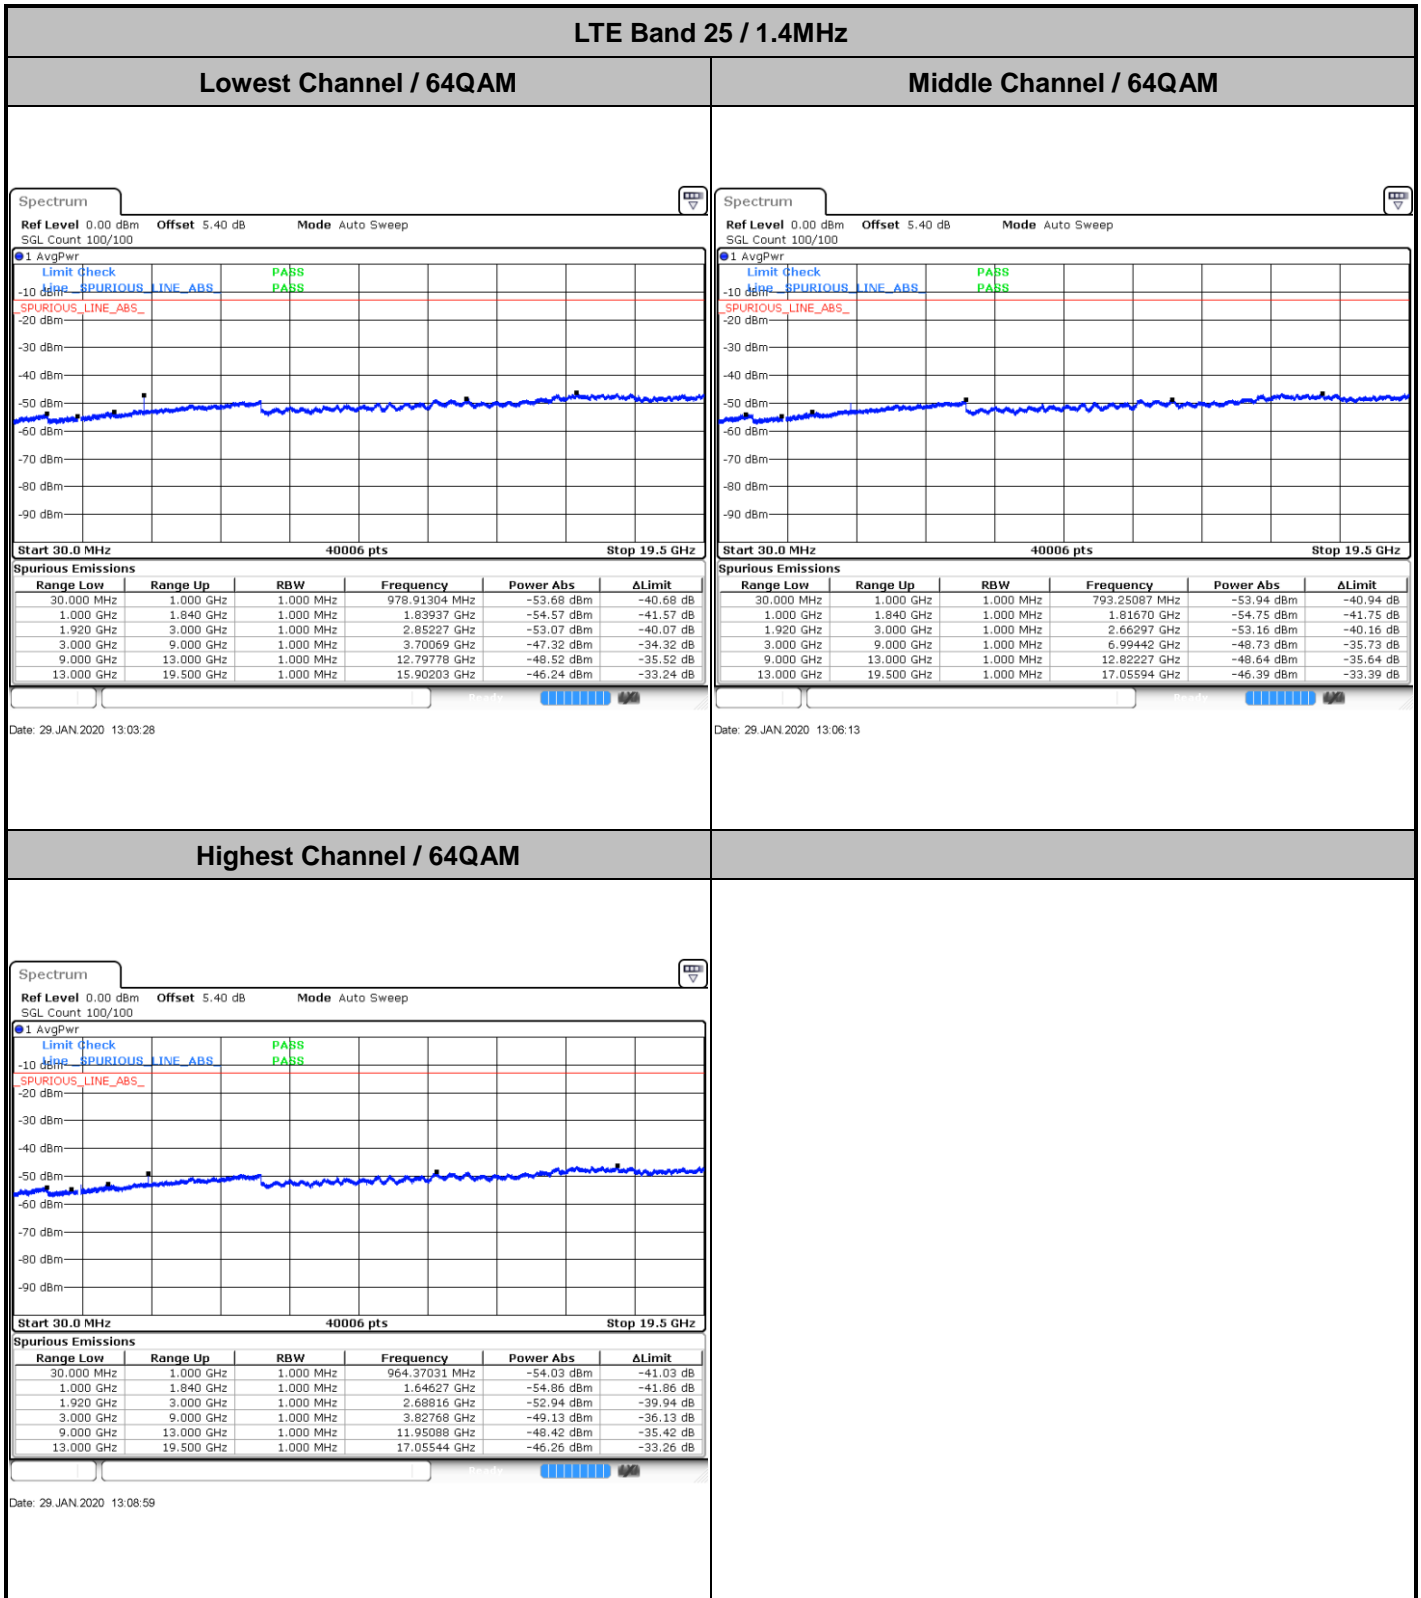 LTE Band 25 / 1.4MHz
Lowest Channel / 64QAM
Middle Channel / 64QAM
Spectrum
Ref Level 0.00 dBm Offset 5.40 dB Mode Auto Sweep
SGL Count 100/100
1 AvgPwr
Limit Check PASS
-10 dBm Line _SPURIOUS_LINE_ABS_ PASS
_SPURIOUS_LINE_ABS_
-20 dBm
-30 dBm
-40 dBm
-50 dBm
-60 dBm
-70 dBm
-80 dBm
-90 dBm
Start 30.0 MHz 40006 pts Stop 19.5 GHz
Spurious Emissions
Range Low Range Up RBW Frequency Power Abs ΔLimit
30.000 MHz 1.000 GHz 1.000 MHz 978.91304 MHz -53.68 dBm -40.68 dB
1.000 GHz 1.840 GHz 1.000 MHz 1.83937 GHz -54.57 dBm -41.57 dB
1.920 GHz 3.000 GHz 1.000 MHz 2.85227 GHz -53.07 dBm -40.07 dB
3.000 GHz 9.000 GHz 1.000 MHz 3.70069 GHz -47.32 dBm -34.32 dB
9.000 GHz 13.000 GHz 1.000 MHz 12.79778 GHz -48.52 dBm -35.52 dB
13.000 GHz 19.500 GHz 1.000 MHz 15.90203 GHz -46.24 dBm -33.24 dB
Ready
Date: 29.JAN.2020 13:03:28
Spectrum
Ref Level 0.00 dBm Offset 5.40 dB Mode Auto Sweep
SGL Count 100/100
1 AvgPwr
Limit Check PASS
-10 dBm Line _SPURIOUS_LINE_ABS_ PASS
_SPURIOUS_LINE_ABS_
-20 dBm
-30 dBm
-40 dBm
-50 dBm
-60 dBm
-70 dBm
-80 dBm
-90 dBm
Start 30.0 MHz 40006 pts Stop 19.5 GHz
Spurious Emissions
Range Low Range Up RBW Frequency Power Abs ΔLimit
30.000 MHz 1.000 GHz 1.000 MHz 793.25087 MHz -53.94 dBm -40.94 dB
1.000 GHz 1.840 GHz 1.000 MHz 1.81670 GHz -54.75 dBm -41.75 dB
1.920 GHz 3.000 GHz 1.000 MHz 2.66297 GHz -53.16 dBm -40.16 dB
3.000 GHz 9.000 GHz 1.000 MHz 6.99442 GHz -48.73 dBm -35.73 dB
9.000 GHz 13.000 GHz 1.000 MHz 12.82227 GHz -48.64 dBm -35.64 dB
13.000 GHz 19.500 GHz 1.000 MHz 17.05594 GHz -46.39 dBm -33.39 dB
Ready
Date: 29.JAN.2020 13:06:13
Highest Channel / 64QAM
Spectrum
Ref Level 0.00 dBm Offset 5.40 dB Mode Auto Sweep
SGL Count 100/100
1 AvgPwr
Limit Check PASS
-10 dBm Line _SPURIOUS_LINE_ABS_ PASS
_SPURIOUS_LINE_ABS_
-20 dBm
-30 dBm
-40 dBm
-50 dBm
-60 dBm
-70 dBm
-80 dBm
-90 dBm
Start 30.0 MHz 40006 pts Stop 19.5 GHz
Spurious Emissions
Range Low Range Up RBW Frequency Power Abs ΔLimit
30.000 MHz 1.000 GHz 1.000 MHz 964.37031 MHz -54.03 dBm -41.03 dB
1.000 GHz 1.840 GHz 1.000 MHz 1.64627 GHz -54.86 dBm -41.86 dB
1.920 GHz 3.000 GHz 1.000 MHz 2.68816 GHz -52.94 dBm -39.94 dB
3.000 GHz 9.000 GHz 1.000 MHz 3.82768 GHz -49.13 dBm -36.13 dB
9.000 GHz 13.000 GHz 1.000 MHz 11.95088 GHz -48.42 dBm -35.42 dB
13.000 GHz 19.500 GHz 1.000 MHz 17.05544 GHz -46.26 dBm -33.26 dB
Ready
Date: 29.JAN.2020 13:08:59